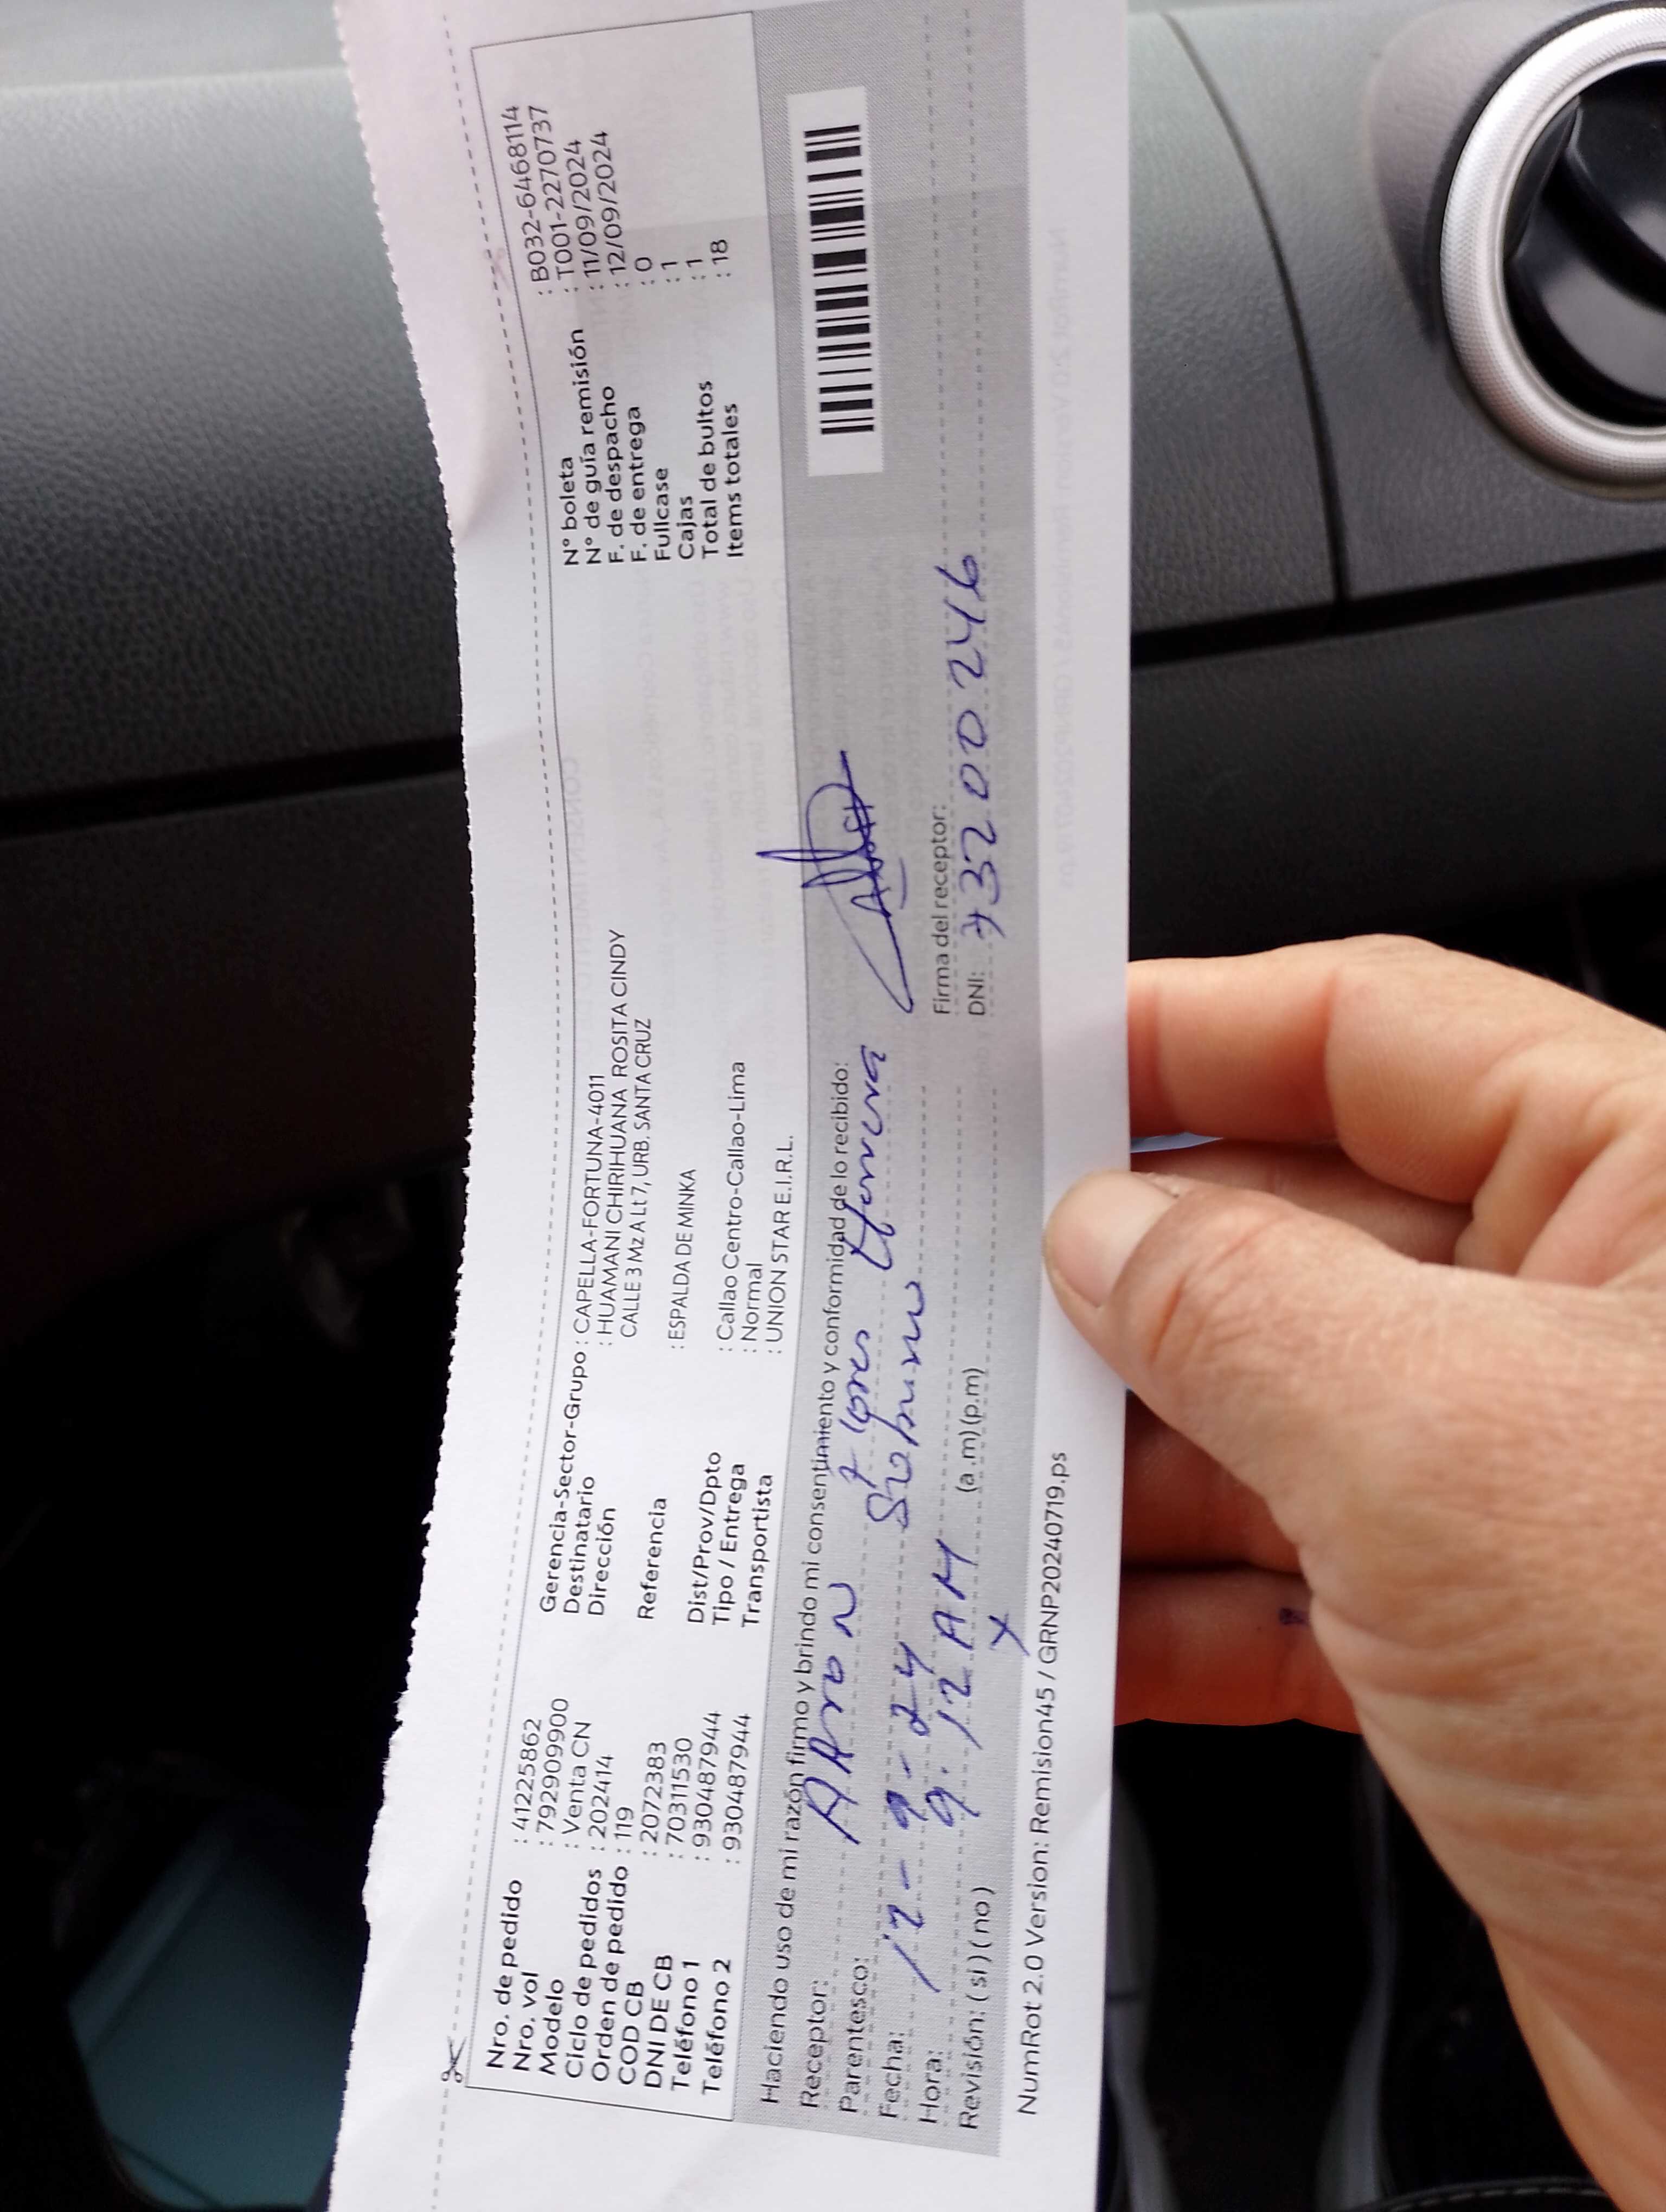 Nro. de pedido : 41225862
Nro. vol : 7929209900
Modelo : Venta CN
Ciclo de pedidos : 202414
Orden de pedido : 119
COD CB : 2072383
DNI DE CB : 70311530
Teléfono 1 : 930487944
Teléfono 2 : 930487944
Gerencia-Sector-Grupo : CAPELLA-FORTUNA-4011
Destinatario : HUAMANI CHIRIHUANA ROSITA CINDY
Dirección CALLE 3 Mz A Lt 7, URB. SANTA CRUZ
Referencia : ESPALDA DE MINKA
Dist/Prov/Dpto : Callao Centro-Callao-Lima
Tipo / Entrega : Normal
Transportista : UNION STAR E.I.R.L.
N° boleta : B032-6468114
N° de guía remisión : T001-2270737
F. de despacho : 11/09/2024
F. de entrega : 12/09/2024
Fullcase : 0
Cajas : 1
Total de bultos : 1
Items totales : 18
Haciendo uso de mi razón firmo y brindo mi consentimiento y conformidad de lo recibido:
Receptor: AAroN
Parentesco: Sobrino
Fecha: 12-9-24
Hora: 9.12 AM (a.m)(p.m)
Revisión: (si) (no) X
Firma del receptor:
DNI: 73200246
NumRot 2.0 Version: Remision45 / GRNP20240719.ps